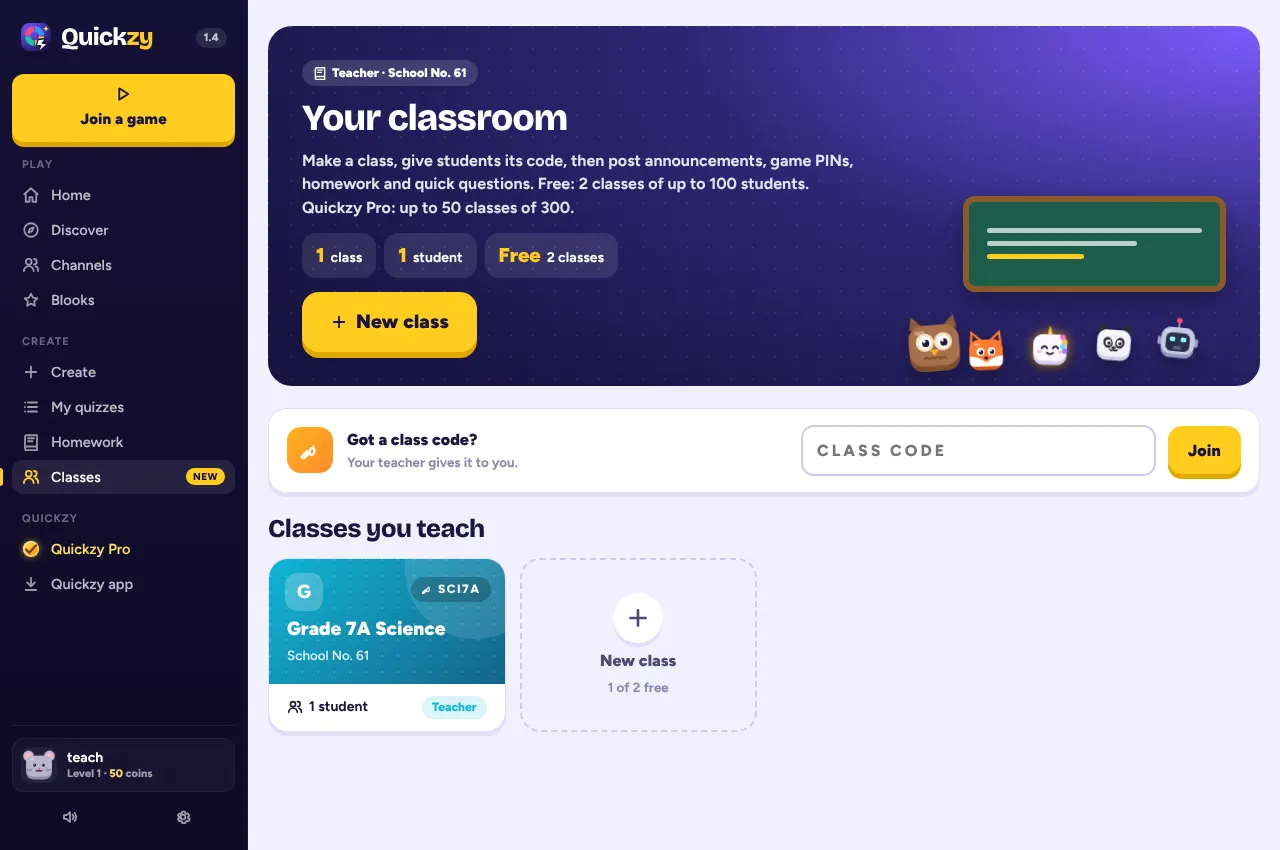 Quickzy
1.4
Join a game
PLAY
Home
Discover
Channels
Blooks
CREATE
Create
My quizzes
Homework
Classes
NEW
QUICKZY
Quickzy Pro
Quickzy app
teach
Level 1 · 50 coins
Teacher · School No. 61
Your classroom
Make a class, give students its code, then post announcements, game PINs,
homework and quick questions. Free: 2 classes of up to 100 students.
Quickzy Pro: up to 50 classes of 300.
1 class
1 student
Free 2 classes
+ New class
Got a class code?
Your teacher gives it to you.
CLASS CODE
Join
Classes you teach
G
SCI7A
Grade 7A Science
School No. 61
1 student
Teacher
New class
1 of 2 free